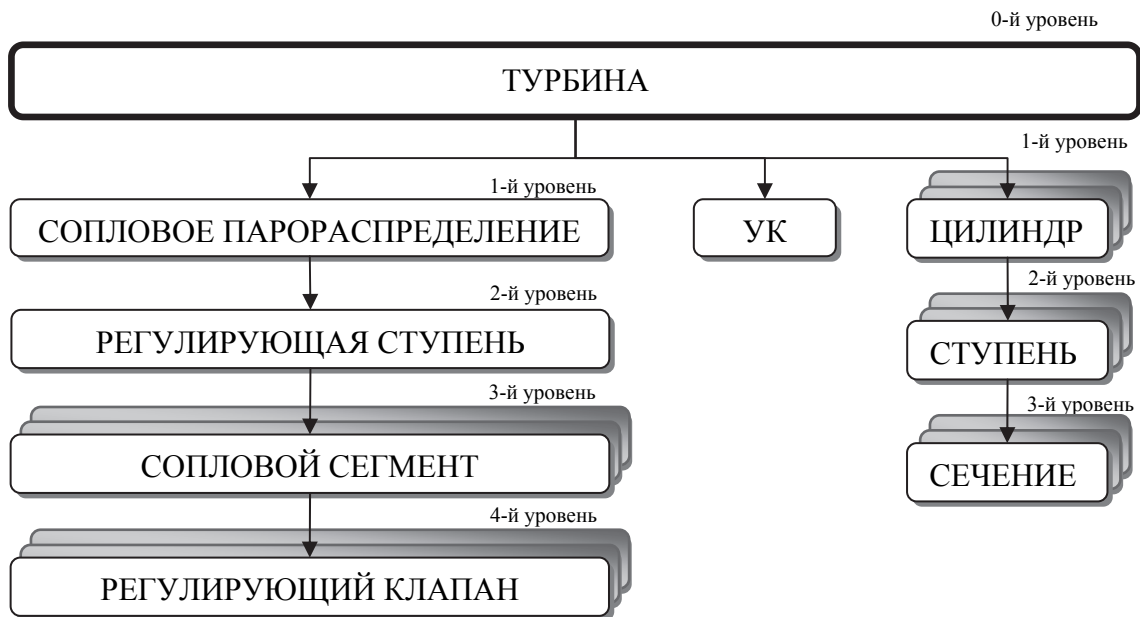 0-й уровень
ТУРБИНА
1-й уровень
1-й уровень
СОПЛОВОЕ ПАРОРАСПРЕДЕЛЕНИЕ
УК
ЦИЛИНДР
2-й уровень
2-й уровень
РЕГУЛИРУЮЩАЯ СТУПЕНЬ
СТУПЕНЬ
3-й уровень
3-й уровень
СОПЛОВОЙ СЕГМЕНТ
СЕЧЕНИЕ
4-й уровень
РЕГУЛИРУЮЩИЙ КЛАПАН